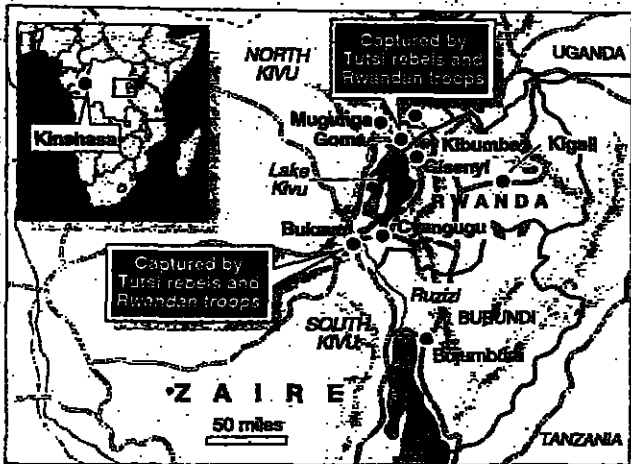 Kinshasa
NORTH
KIVU
Captured by
Tutsi rebels and
Rwandan troops
UGANDA
Mugunga
Goma
Kibumba
Gisenyi
Kigali
Lake
Kivu
RWANDA
Bukavu
Cyangugu
Captured by
Tutsi rebels and
Rwandan troops
Ruzizi
SOUTH
KIVU
BURUNDI
Bujumbura
ZAIRE
50 miles
TANZANIA